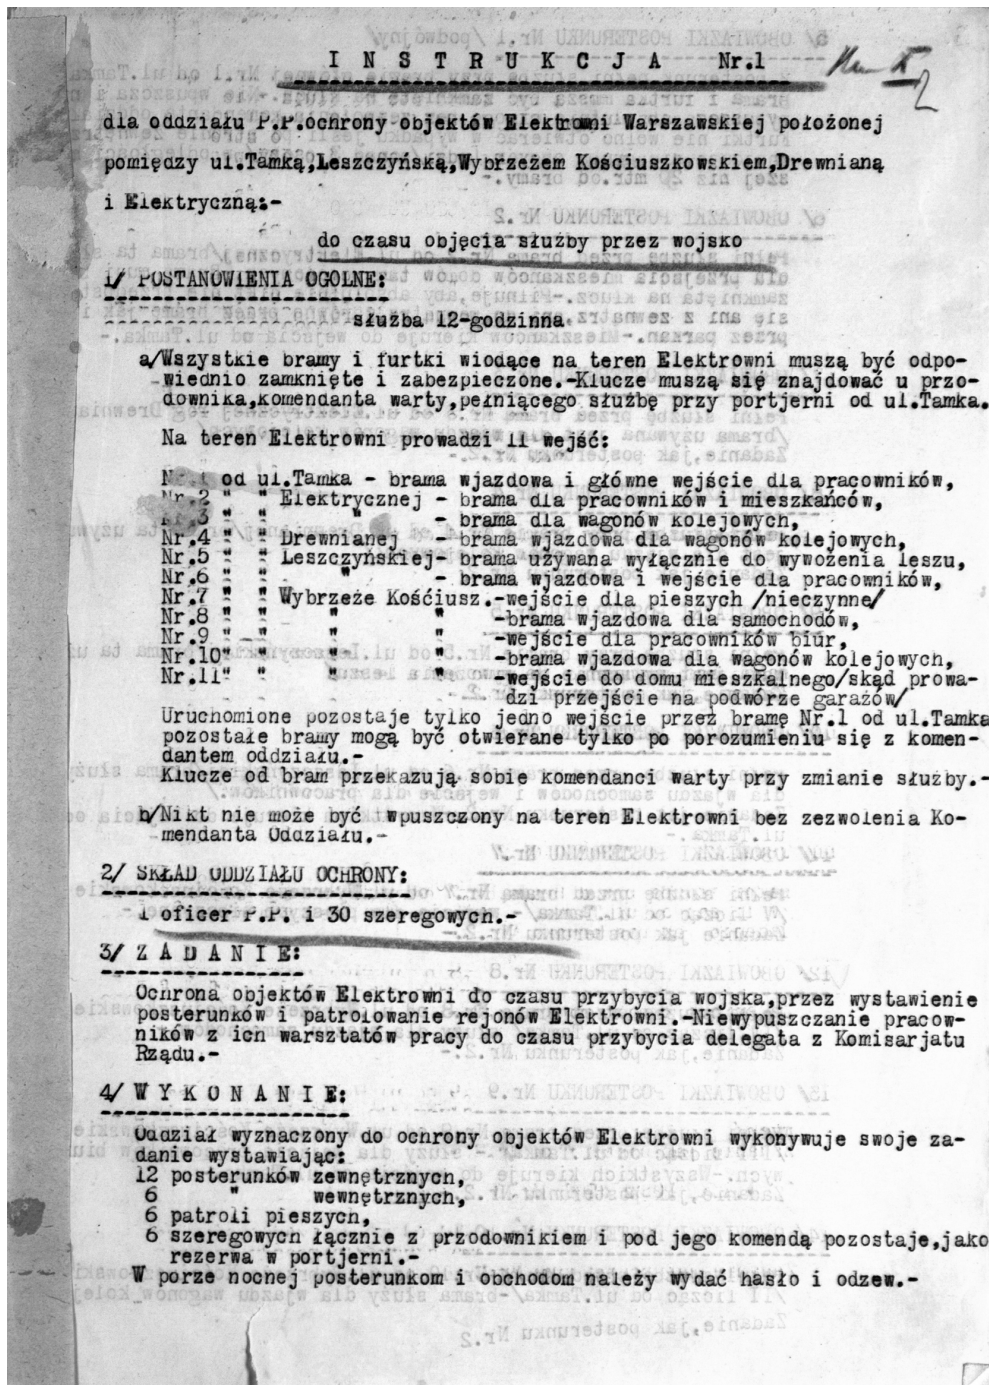 I N S T R U K C J A Nr.1
dla oddziału P.P.ochrony objektów Elektrowni Warszawskiej położonej
pomiędzy ul.Tamką,Leszczyńską,Wybrzeżem Kościuszkowskiem,Drewnianą
i Elektryczną:-
do czasu objęcia służby przez wojsko
1/ POSTANOWIENIA OGOLNE:
służba 12-godzinna.
a/Wszystkie bramy i furtki wiodące na teren Elektrowni muszą być odpo-
wiednio zamknięte i zabezpieczone.-Klucze muszą się znajdować u przo-
downika,komendanta warty,pełniącego służbę przy portjerni od ul.Tamka.
Na teren Elektrowni prowadzi 11 wejść:
Nr.1 od ul.Tamka - brama wjazdowa i główne wejście dla pracowników,
Nr.2 " " Elektrycznej - brama dla pracowników i mieszkańców,
Nr.3 " " " - brama dla wagonów kolejowych,
Nr.4 " " Drewnianej - brama wjazdowa dla wagonów kolejowych,
Nr.5 " " Leszczyńskiej- brama używana wyłącznie do wywożenia leszu,
Nr.6 " " " - brama wjazdowa i wejście dla pracowników,
Nr.7 " " Wybrzeże Kośćiusz.-wejście dla pieszych /nieczynne/
Nr.8 " " " " -brama wjazdowa dla samochodów,
Nr.9 " " " " -wejście dla pracowników biur,
Nr.10" " " " -brama wjazdowa dla wagonów kolejowych,
Nr.11" " " " -wejście do domu mieszkalnego/skąd prowa-
dzi przejście na podwórze garażów/
Uruchomione pozostaje tylko jedno wejście przez bramę Nr.1 od ul.Tamka
pozostałe bramy mogą być otwierane tylko po porozumieniu się z komen-
dantem oddziału.-
Klucze od bram przekazują sobie komendanci warty przy zmianie służby.-
b/Nikt nie może być wpuszczony na teren Elektrowni bez zezwolenia Ko-
mendanta Oddziału.-
2/ SKŁAD ODDZIAŁU OCHRONY:
1 oficer P.P. i 30 szeregowych.-
3/ Z A D A N I E:
Ochrona objektów Elektrowni do czasu przybycia wojska,przez wystawienie
posterunków i patrolowanie rejonów Elektrowni.-Niewypuszczanie pracow-
ników z ich warsztatów pracy do czasu przybycia delegata z Komisarjatu
Rządu.-
4/ W Y K O N A N I E:
Oddział wyznaczony do ochrony objektów Elektrowni wykonywuje swoje za-
danie wystawiając:
12 posterunków zewnętrznych,
6 " wewnętrznych,
6 patroli pieszych,
6 szeregowych łącznie z przodownikiem i pod jego komendą pozostaje,jako
rezerwa w portjerni.-
W porze nocnej posterunkom i obchodom należy wydać hasło i odzew.-